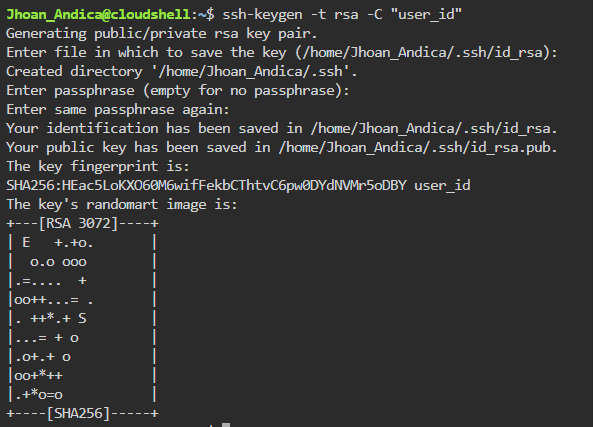 Jhoan_Andica@cloudshell:~$ ssh-keygen -t rsa -C "user_id"
Generating public/private rsa key pair.
Enter file in which to save the key (/home/Jhoan_Andica/.ssh/id_rsa):
Created directory '/home/Jhoan_Andica/.ssh'.
Enter passphrase (empty for no passphrase):
Enter same passphrase again:
Your identification has been saved in /home/Jhoan_Andica/.ssh/id_rsa.
Your public key has been saved in /home/Jhoan_Andica/.ssh/id_rsa.pub.
The key fingerprint is:
SHA256:HEac5LoKXO60M6wifFekbCThtvC6pw0DYdNVMr5oDBY user_id
The key's randomart image is:
+---[RSA 3072]----+
| E   +.+o.       |
|  o.o ooo        |
|.=....  +        |
|oo++...= .       |
|. ++*.+ S        |
|...= + o         |
|.o+.+ o          |
|oo+*++           |
|.+*o=o           |
+----[SHA256]-----+